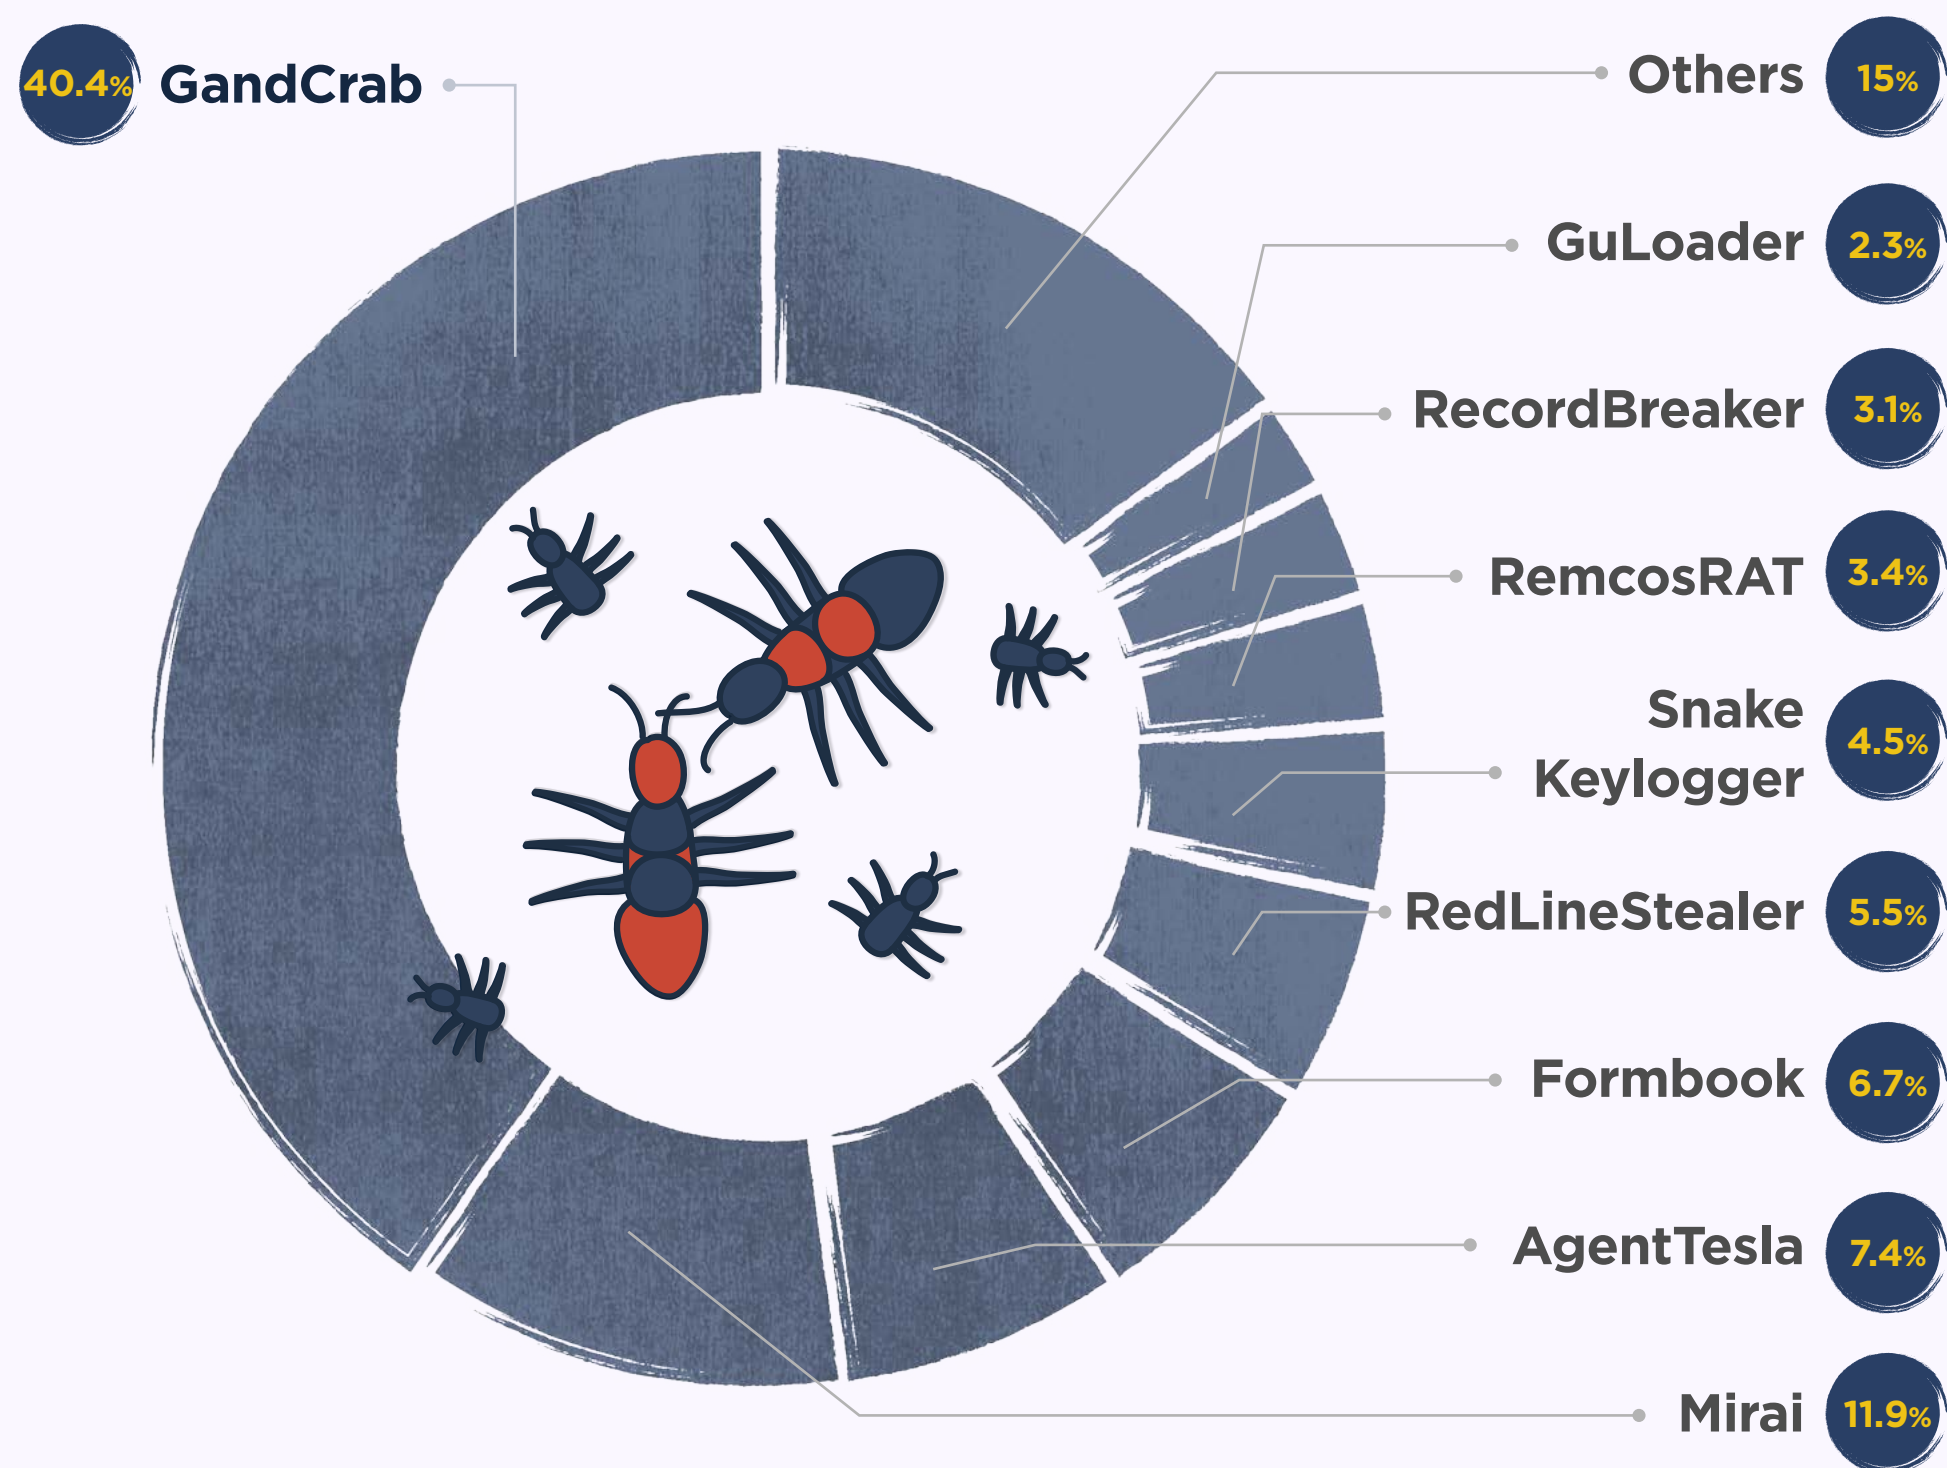 40.4% GandCrab
Others 15%
GuLoader 2.3%
RecordBreaker 3.1%
RemcosRAT 3.4%
Snake
Keylogger 4.5%
RedLineStealer 5.5%
Formbook 6.7%
AgentTesla 7.4%
Mirai 11.9%